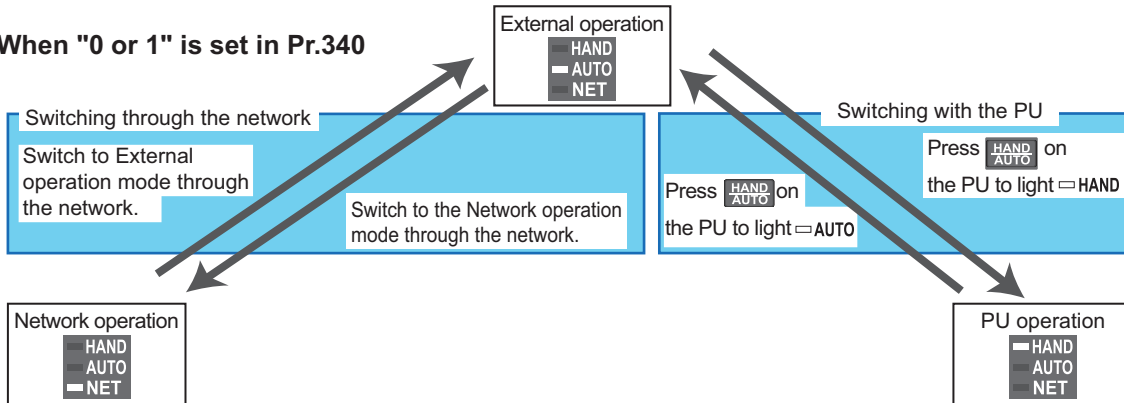 When "0 or 1" is set in Pr.340
External operation
HAND
AUTO
NET
Switching through the network
Switch to External
operation mode through
the network.
Switch to the Network operation
mode through the network.
Switching with the PU
Press HAND/AUTO on
the PU to light AUTO
Press HAND/AUTO on
the PU to light HAND
Network operation
HAND
AUTO
NET
PU operation
HAND
AUTO
NET